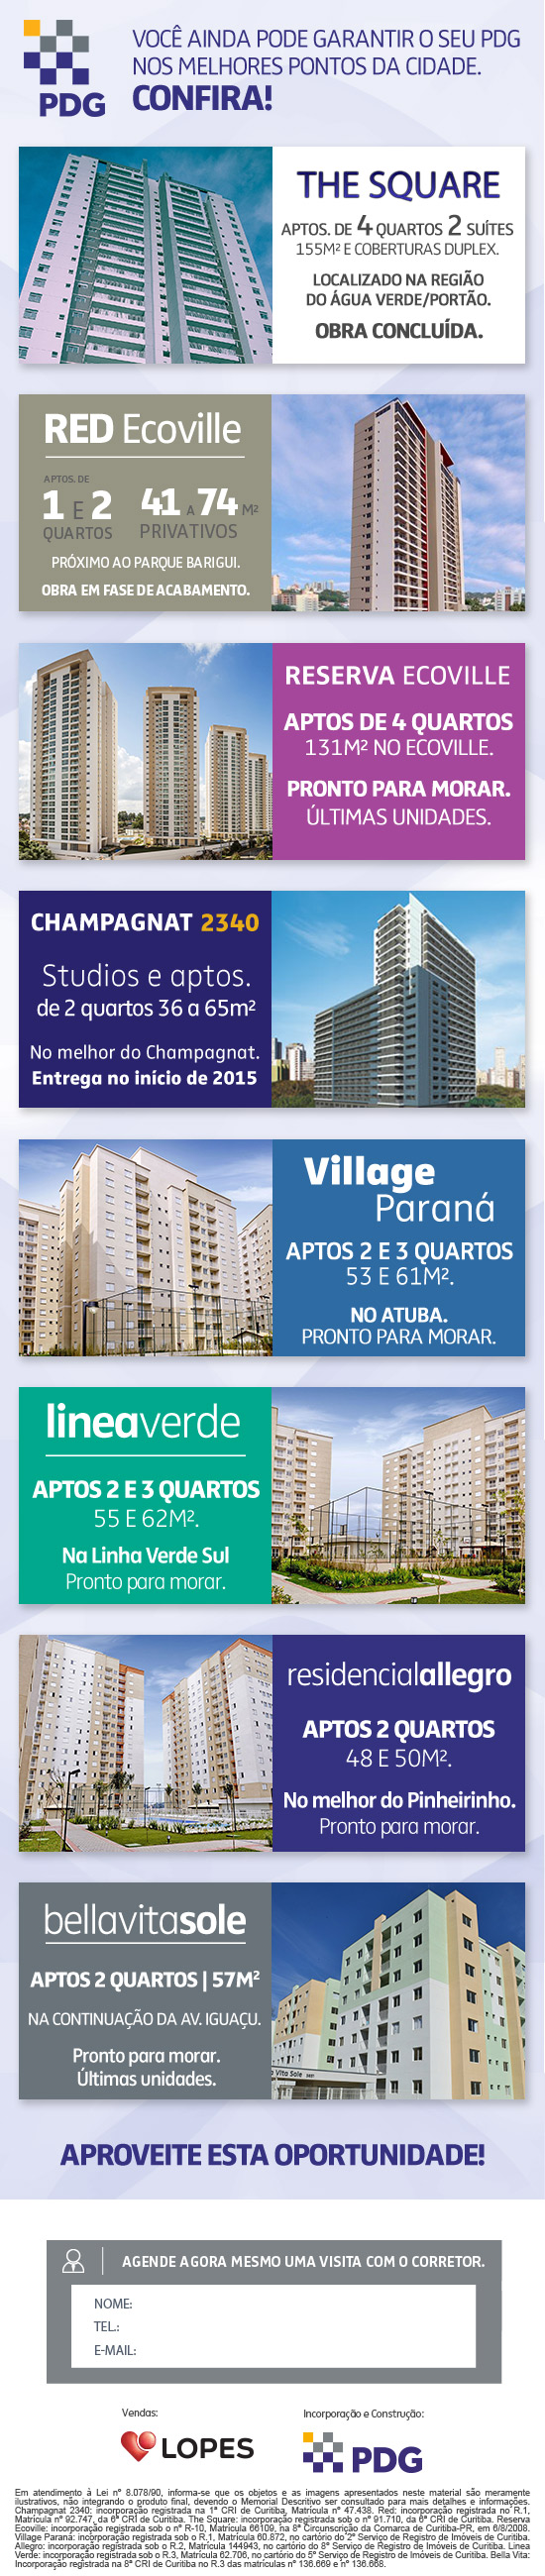 PDG
VOCÊ AINDA PODE GARANTIR O SEU PDG
NOS MELHORES PONTOS DA CIDADE.
CONFIRA!
THE SQUARE
APTOS. DE 4 QUARTOS 2 SUÍTES
155M² E COBERTURAS DUPLEX.
LOCALIZADO NA REGIÃO
DO ÁGUA VERDE/PORTÃO.
OBRA CONCLUÍDA.
RED Ecoville
APTOS. DE
1 E 2 41 A 74 M²
QUARTOS PRIVATIVOS
PRÓXIMO AO PARQUE BARIGUI.
OBRA EM FASE DE ACABAMENTO.
RESERVA ECOVILLE
APTOS DE 4 QUARTOS
131M² NO ECOVILLE.
PRONTO PARA MORAR.
ÚLTIMAS UNIDADES.
CHAMPAGNAT 2340
Studios e aptos.
de 2 quartos 36 a 65m²
No melhor do Champagnat.
Entrega no início de 2015
Village
Paraná
APTOS 2 E 3 QUARTOS
53 E 61M².
NO ATUBA.
PRONTO PARA MORAR.
lineaverde
APTOS 2 E 3 QUARTOS
55 E 62M².
Na Linha Verde Sul
Pronto para morar.
residencialallegro
APTOS 2 QUARTOS
48 E 50M².
No melhor do Pinheirinho.
Pronto para morar.
bellavitasole
APTOS 2 QUARTOS | 57M²
NA CONTINUAÇÃO DA AV. IGUAÇU.
Pronto para morar.
Últimas unidades.
Vita Sole
APROVEITE ESTA OPORTUNIDADE!
AGENDE AGORA MESMO UMA VISITA COM O CORRETOR.
NOME:
TEL.:
E-MAIL:
Vendas:
LOPES
Incorporação e Construção:
PDG
Em atendimento à Lei n° 8.078/90, informa-se que os objetos e as imagens apresentados neste material são meramente
ilustrativos, não integrando o produto final, devendo o Memorial Descritivo ser consultado para mais detalhes e informações.
Champagnat 2340: incorporação registrada na 1ª CRI de Curitiba, Matrícula n° 47.438. Red: incorporação registrada no R.1,
Matrícula n° 92.747, da 6ª CRI de Curitiba. The Square: incorporação registrada sob o n° 91.710, da 6ª CRI de Curitiba. Reserva
Ecoville: incorporação registrada sob o n° R-10, Matrícula 66109, na 8ª Circunscrição da Comarca de Curitiba-PR, em 6/8/2008.
Village Paraná: incorporação registrada sob o R.1, Matrícula 60.872, no cartório do 2° Serviço de Registro de Imóveis de Curitiba.
Allegro: incorporação registrada sob o R.2, Matrícula 144943, no cartório do 8° Serviço de Registro de Imóveis de Curitiba. Linea
Verde: incorporação registrada sob o R.3, Matrícula 62.706, no cartório do 5° Serviço de Registro de Imóveis de Curitiba. Bella Vita:
Incorporação registrada na 8ª CRI de Curitiba no R.3 das matrículas n° 136.669 e n° 136.668.